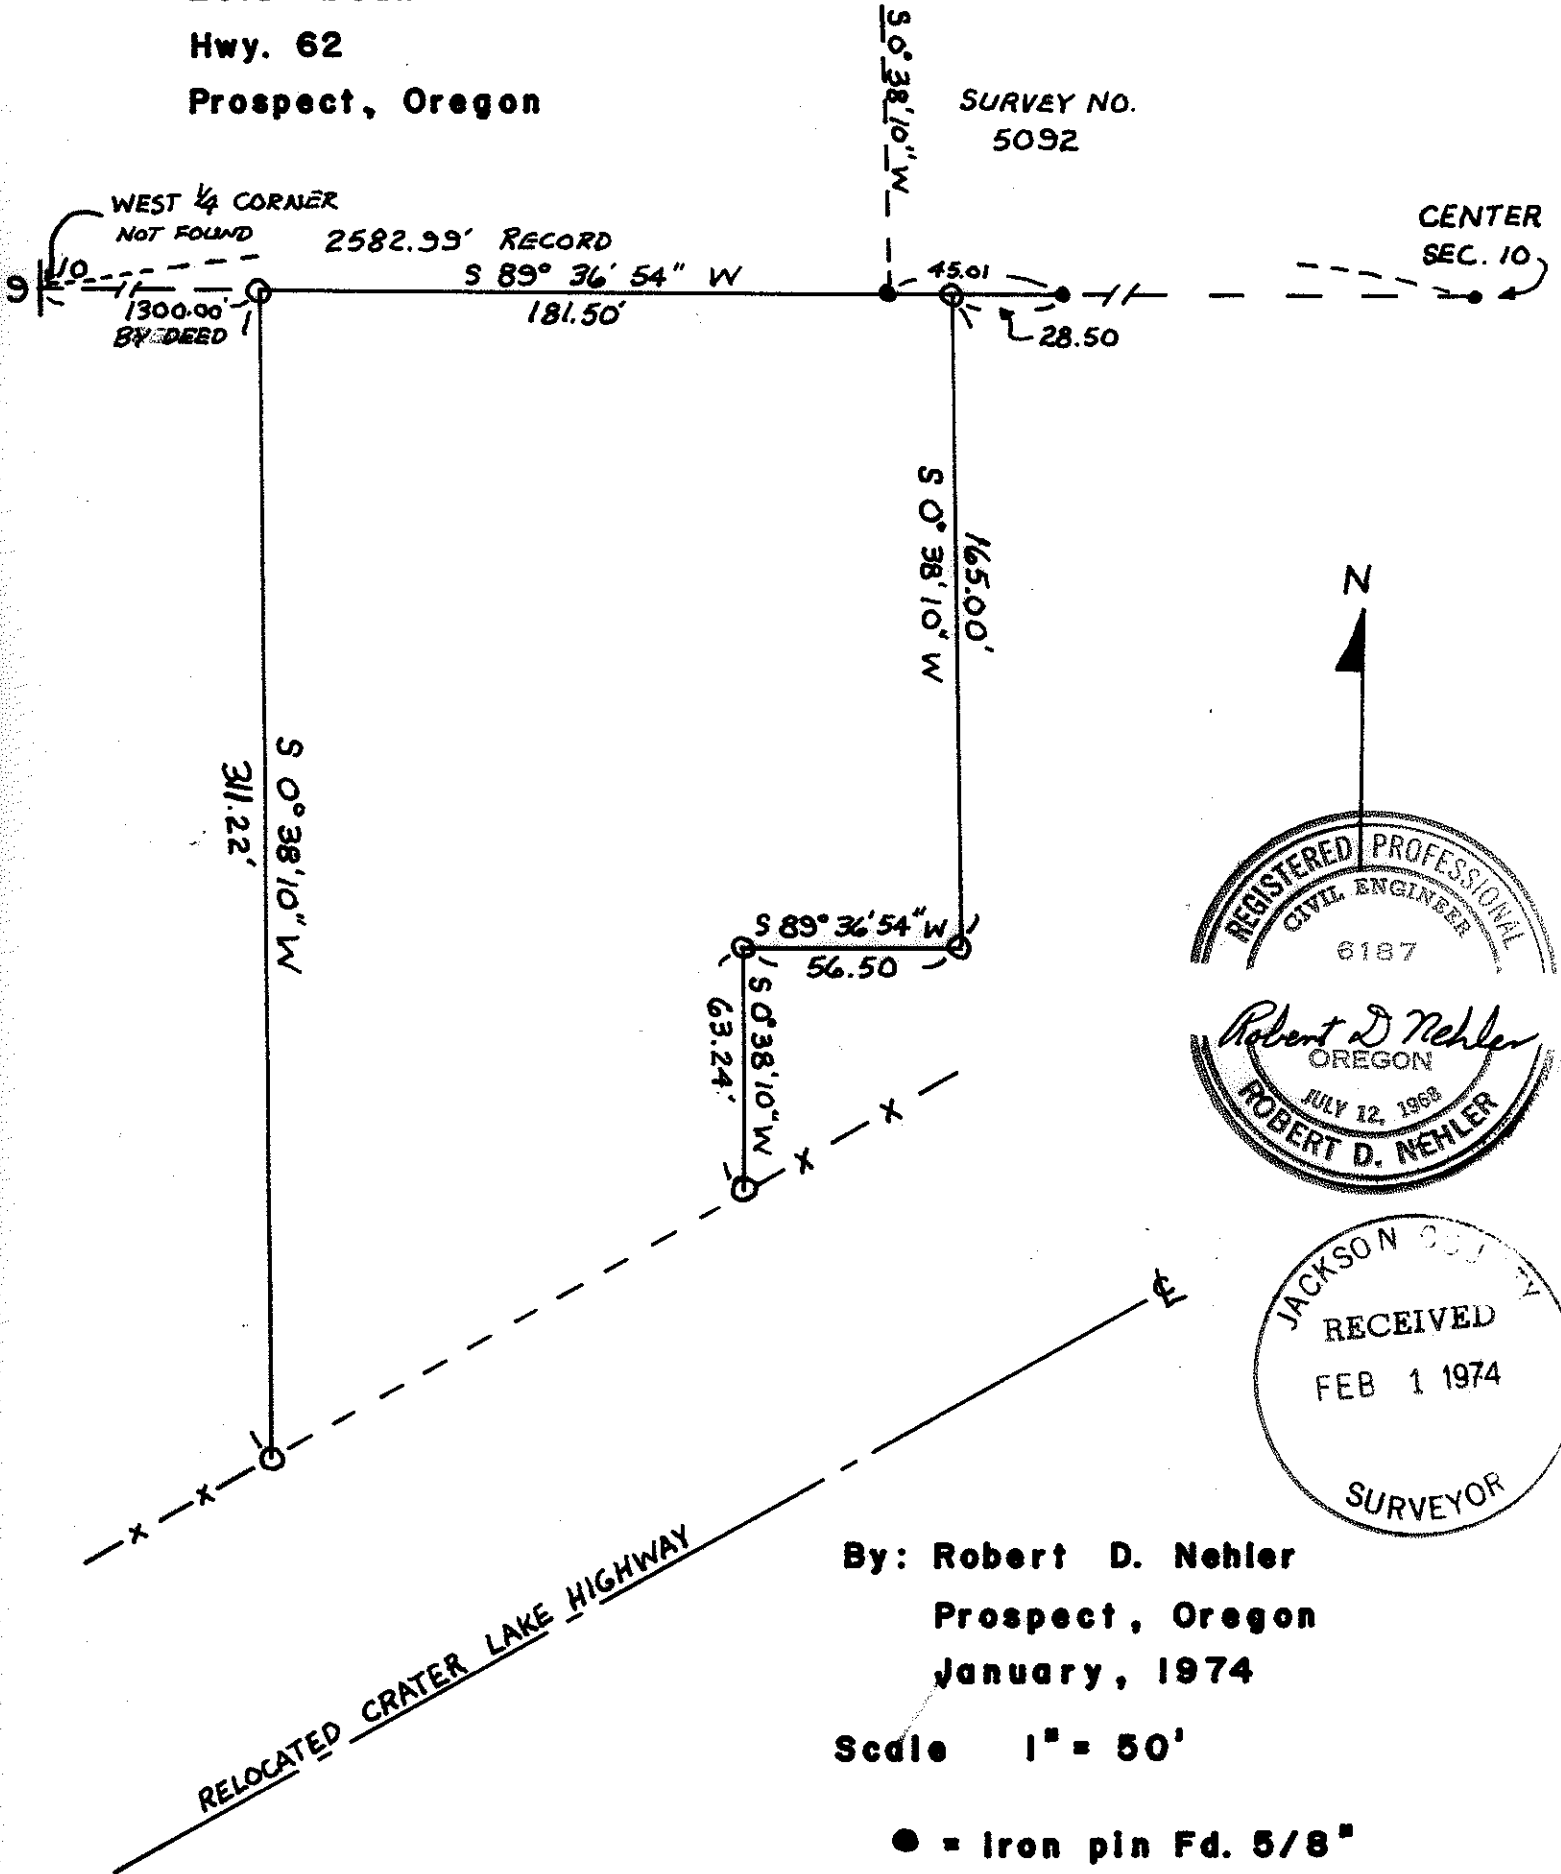 Hwy. 62
Prospect, Oregon
S 0° 38' 10" W
SURVEY NO.
5092
WEST ¼ CORNER
NOT FOUND
2582.99' RECORD
S 89° 36' 54" W
181.50'
45.01
28.50
CENTER
SEC. 10
9
10
1300.00'
BY DEED
S 0° 38' 10" W
165.00'
N
S 0° 38' 10" W
311.22'
S 89° 36' 54" W
56.50
S 0° 38' 10" W
63.24'
x
x
x
x
℄
RELOCATED CRATER LAKE HIGHWAY
REGISTERED PROFESSIONAL
CIVIL ENGINEER
6187
Robert D Nehler
OREGON
JULY 12, 1968
ROBERT D. NEHLER
JACKSON COUNTY
RECEIVED
FEB 1 1974
SURVEYOR
By: Robert D. Nehler
Prospect, Oregon
January, 1974
Scale 1" = 50'
● = Iron pin Fd. 5/8"